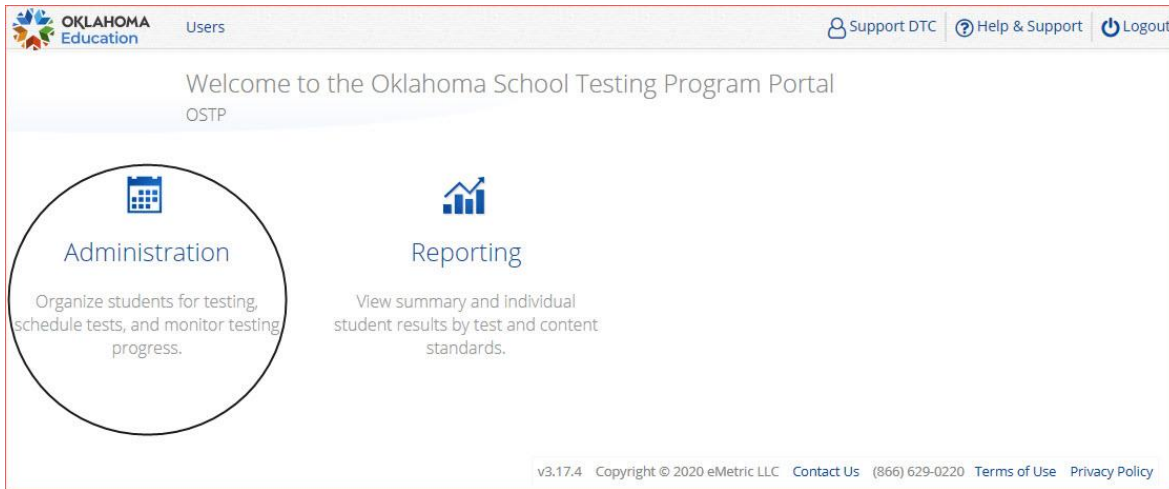 OKLAHOMA
Education
Users
Support DTC
Help & Support
Logout
Welcome to the Oklahoma School Testing Program Portal
OSTP
Administration
Organize students for testing,
schedule tests, and monitor testing
progress.
Reporting
View summary and individual
student results by test and content
standards.
v3.17.4 Copyright © 2020 eMetric LLC Contact Us (866) 629-0220 Terms of Use Privacy Policy